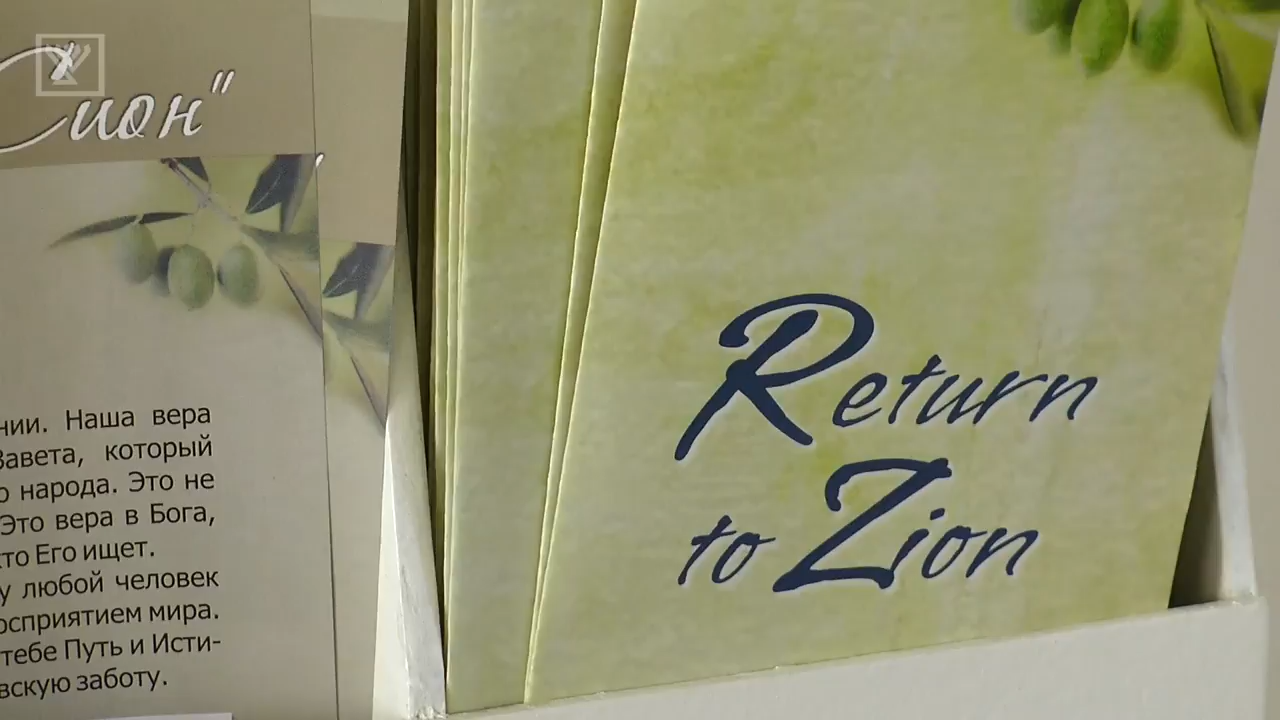 Сион"
нии. Наша вера
Завета, который
о народа. Это не
Это вера в Бога,
кто Его ищет.
у любой человек
осприятием мира.
тебе Путь и Исти-
вскую заботу.
Return
to Zion